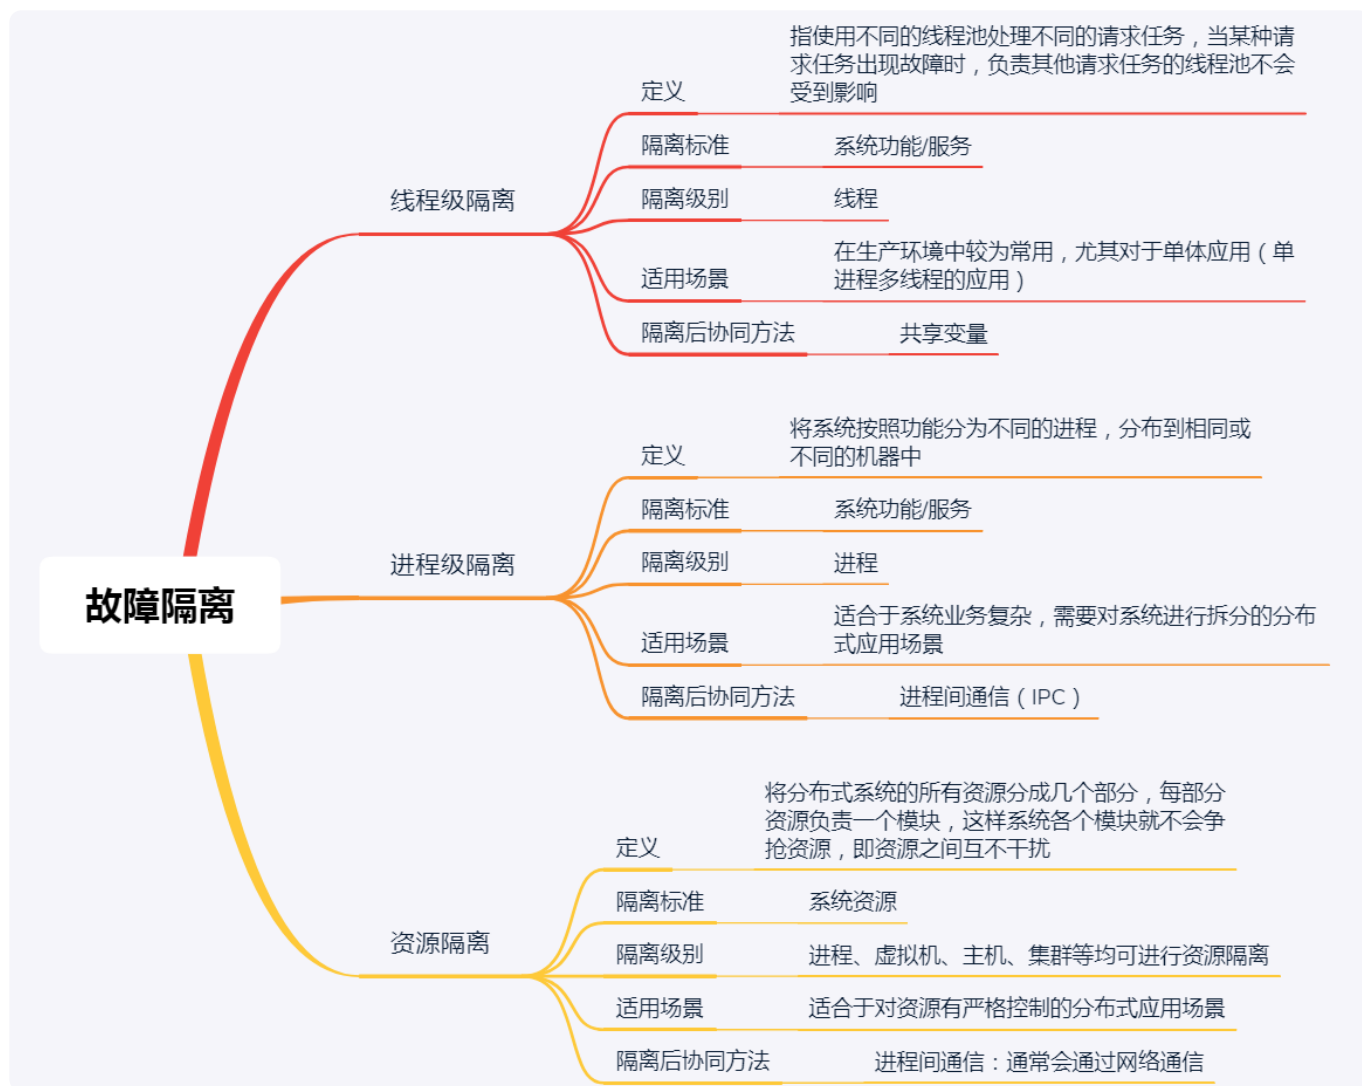 故障隔离
线程级隔离
定义
指使用不同的线程池处理不同的请求任务，当某种请
求任务出现故障时，负责其他请求任务的线程池不会
受到影响
隔离标准
系统功能/服务
隔离级别
线程
适用场景
在生产环境中较为常用，尤其对于单体应用（单
进程多线程的应用）
隔离后协同方法
共享变量
进程级隔离
定义
将系统按照功能分为不同的进程，分布到相同或
不同的机器中
隔离标准
系统功能/服务
隔离级别
进程
适用场景
适合于系统业务复杂，需要对系统进行拆分的分布
式应用场景
隔离后协同方法
进程间通信（IPC）
资源隔离
定义
将分布式系统的所有资源分成几个部分，每部分
资源负责一个模块，这样系统各个模块就不会争
抢资源，即资源之间互不干扰
隔离标准
系统资源
隔离级别
进程、虚拟机、主机、集群等均可进行资源隔离
适用场景
适合于对资源有严格控制的分布式应用场景
隔离后协同方法
进程间通信：通常会通过网络通信